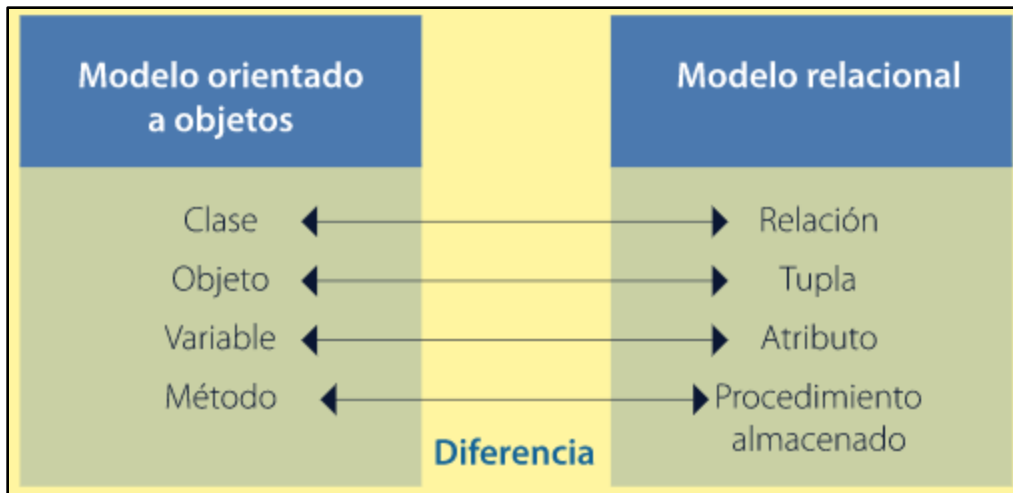 Modelo orientado
a objetos
Modelo relacional
Clase
Relación
Objeto
Tupla
Variable
Atributo
Método
Procedimiento
almacenado
Diferencia